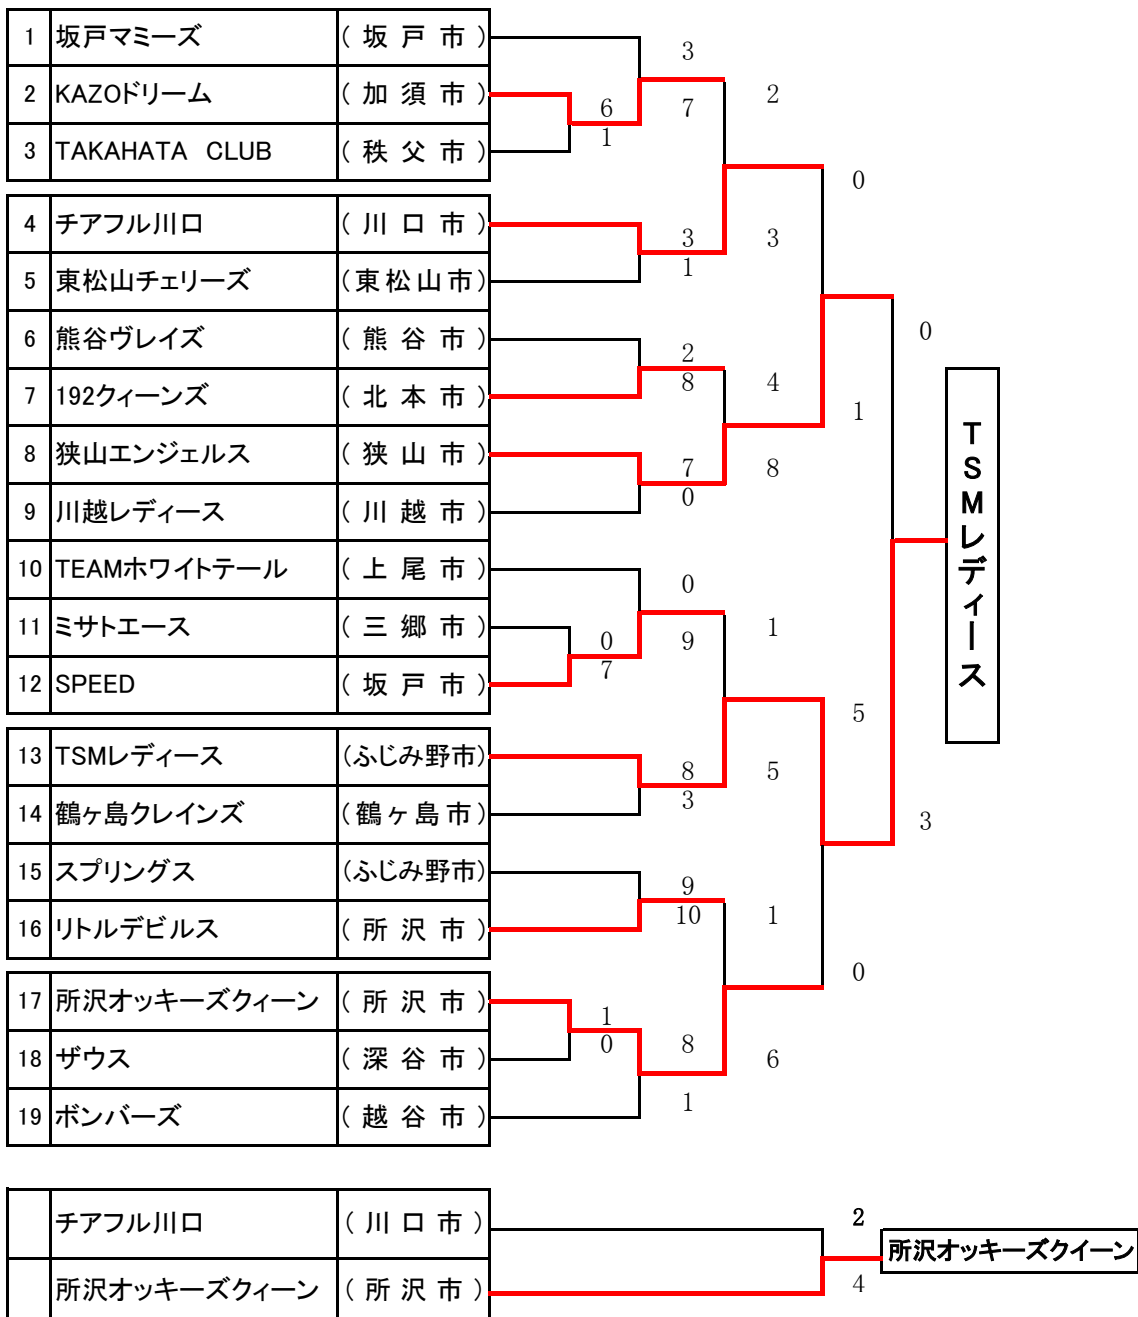 1 坂戸マミーズ (坂戸市)
2 KAZOドリーム (加須市)
3 TAKAHATA CLUB (秩父市)
4 チアフル川口 (川口市)
5 東松山チェリーズ (東松山市)
6 熊谷ヴレイズ (熊谷市)
7 192クィーンズ (北本市)
8 狭山エンジェルス (狭山市)
9 川越レディース (川越市)
10 TEAMホワイトテール (上尾市)
11 ミサトエース (三郷市)
12 SPEED (坂戸市)
13 TSMレディース (ふじみ野市)
14 鶴ヶ島クレインズ (鶴ヶ島市)
15 スプリングス (ふじみ野市)
16 リトルデビルス (所沢市)
17 所沢オッキーズクィーン (所沢市)
18 ザウス (深谷市)
19 ボンバーズ (越谷市)
6
1
0
7
1
0
3
7
3
1
2
8
7
0
0
9
8
3
9
10
8
1
2
3
4
8
1
5
1
6
0
1
5
0
0
3
TSMレディース
チアフル川口 (川口市)
所沢オッキーズクィーン (所沢市)
2
4
所沢オッキーズクイーン